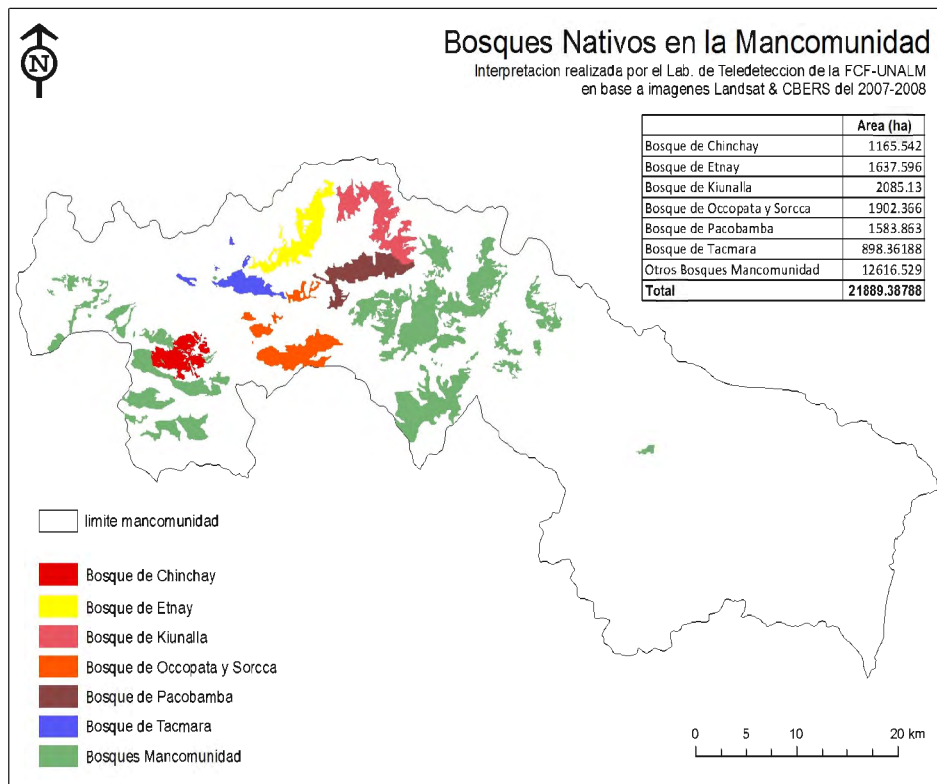 N
Bosques Nativos en la Mancomunidad
Interpretacion realizada por el Lab. de Teledeteccion de la FCF-UNALM
en base a imagenes Landsat & CBERS del 2007-2008
Area (ha)
Bosque de Chinchay 1165.542
Bosque de Etnay 1637.596
Bosque de Kiunalla 2085.13
Bosque de Occopata y Sorcca 1902.366
Bosque de Pacobamba 1583.863
Bosque de Tacmara 898.36188
Otros Bosques Mancomunidad 12616.529
Total 21889.38788
limite mancomunidad
Bosque de Chinchay
Bosque de Etnay
Bosque de Kiunalla
Bosque de Occopata y Sorcca
Bosque de Pacobamba
Bosque de Tacmara
Bosques Mancomunidad
0 5 10 20 km